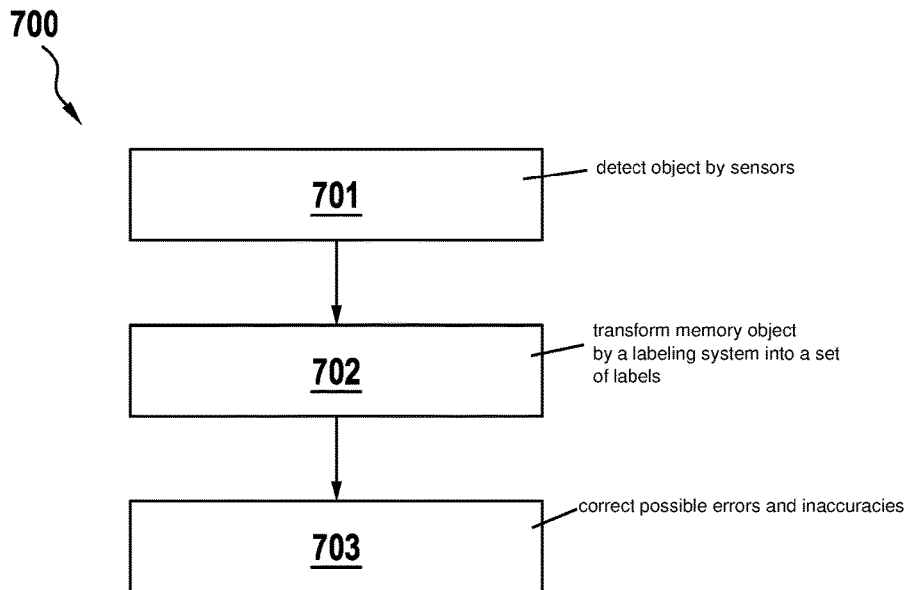 700
701
detect object by sensors
702
transform memory object
by a labeling system into a set
of labels
703
correct possible errors and inaccuracies